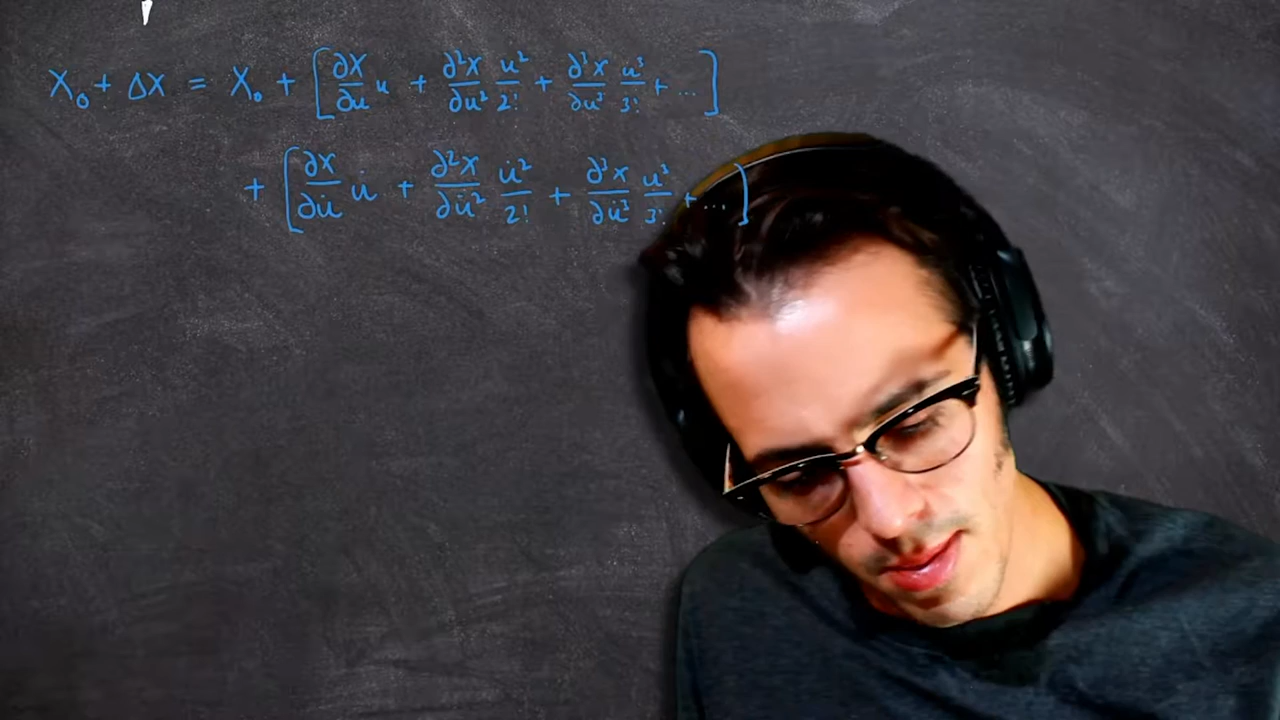 X₀ + ΔX = X₀ + [∂X/∂u u + ∂²X/∂u² u²/2! + ∂³X/∂u³ u³/3! + ...]
+ [∂X/∂u̇ u̇ + ∂²X/∂u̇² u̇²/2! + ∂³X/∂u̇³ u̇³/3! + ...]